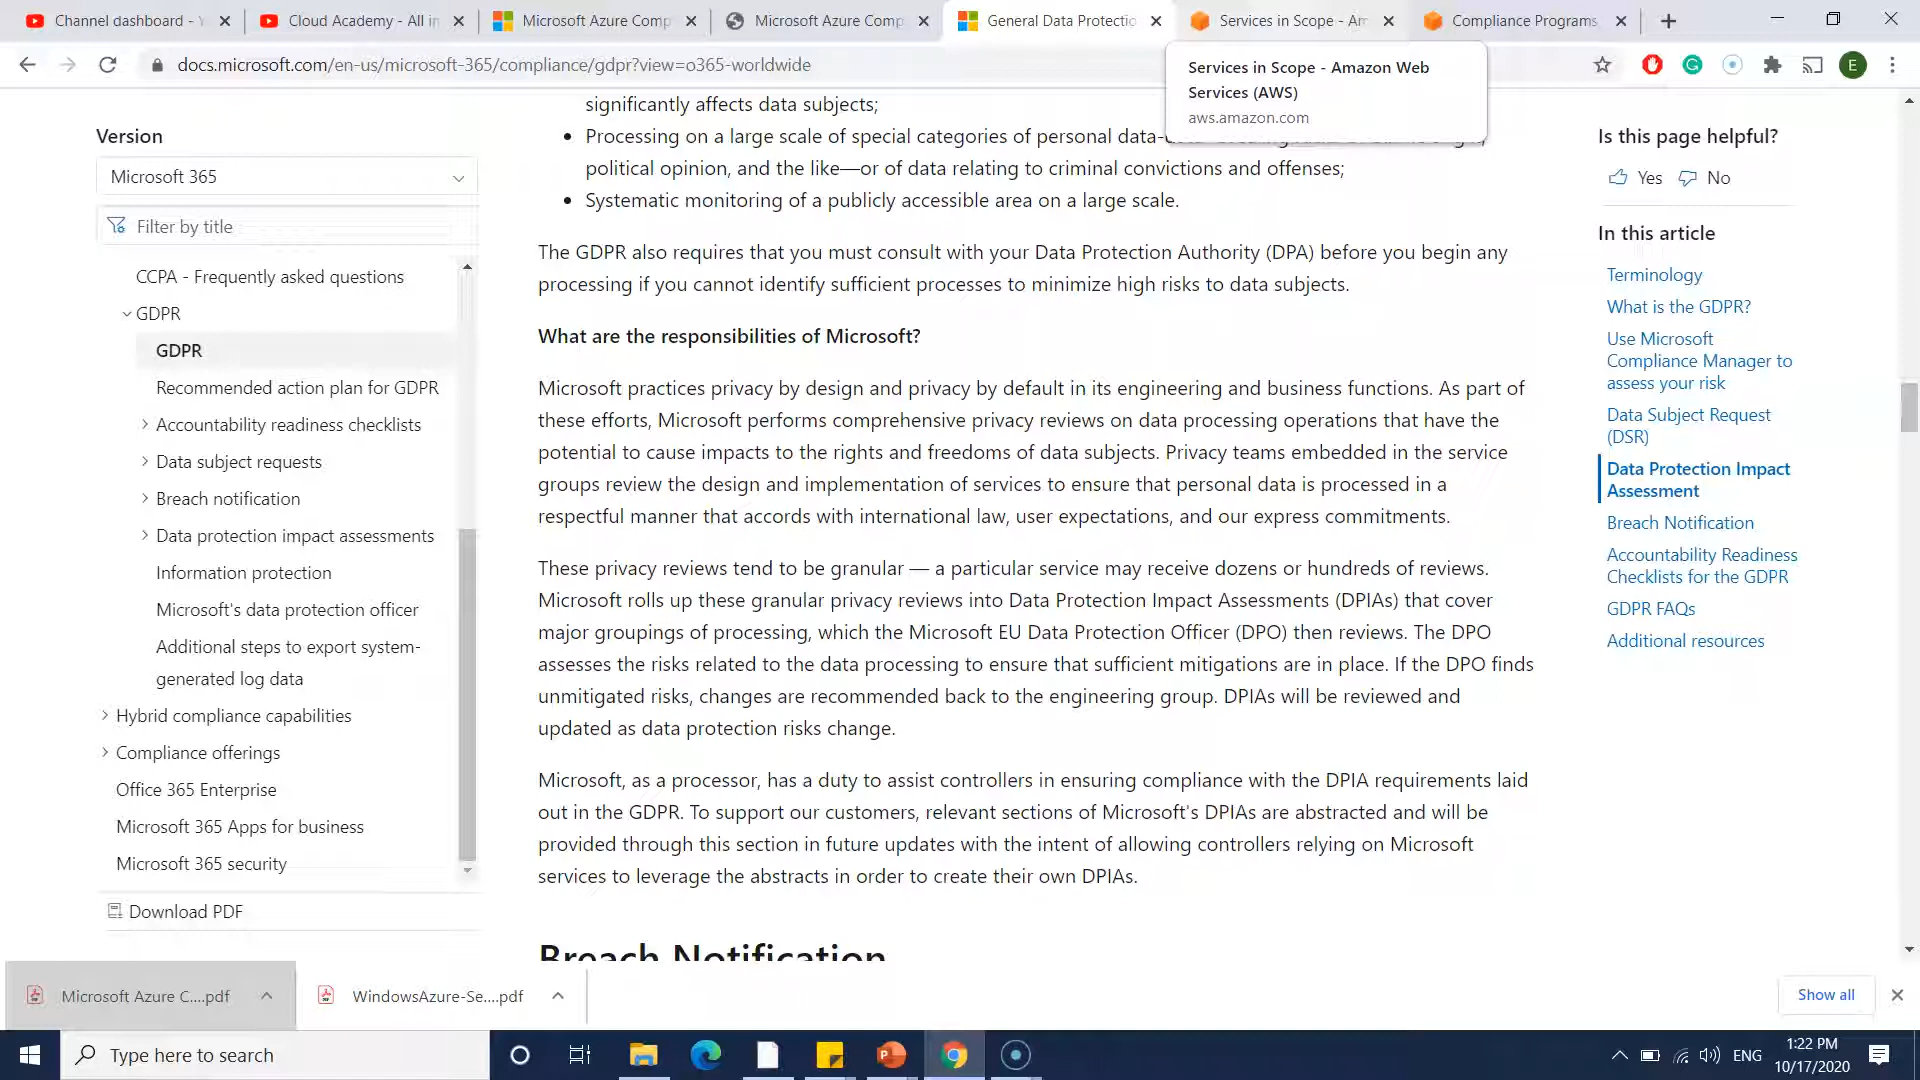 Channel dashboard - Y
Cloud Academy - All in
Microsoft Azure Comp
Microsoft Azure Comp
General Data Protectio
Services in Scope - Am
Compliance Programs
docs.microsoft.com/en-us/microsoft-365/compliance/gdpr?view=o365-worldwide
E
Services in Scope - Amazon Web
Services (AWS)
aws.amazon.com
Version
Microsoft 365
Filter by title
CCPA - Frequently asked questions
GDPR
GDPR
Recommended action plan for GDPR
Accountability readiness checklists
Data subject requests
Breach notification
Data protection impact assessments
Information protection
Microsoft's data protection officer
Additional steps to export system-
generated log data
Hybrid compliance capabilities
Compliance offerings
Office 365 Enterprise
Microsoft 365 Apps for business
Microsoft 365 security
Download PDF
significantly affects data subjects;
Processing on a large scale of special categories of personal data-
political opinion, and the like—or of data relating to criminal convictions and offenses;
Systematic monitoring of a publicly accessible area on a large scale.
The GDPR also requires that you must consult with your Data Protection Authority (DPA) before you begin any
processing if you cannot identify sufficient processes to minimize high risks to data subjects.
What are the responsibilities of Microsoft?
Microsoft practices privacy by design and privacy by default in its engineering and business functions. As part of
these efforts, Microsoft performs comprehensive privacy reviews on data processing operations that have the
potential to cause impacts to the rights and freedoms of data subjects. Privacy teams embedded in the service
groups review the design and implementation of services to ensure that personal data is processed in a
respectful manner that accords with international law, user expectations, and our express commitments.
These privacy reviews tend to be granular — a particular service may receive dozens or hundreds of reviews.
Microsoft rolls up these granular privacy reviews into Data Protection Impact Assessments (DPIAs) that cover
major groupings of processing, which the Microsoft EU Data Protection Officer (DPO) then reviews. The DPO
assesses the risks related to the data processing to ensure that sufficient mitigations are in place. If the DPO finds
unmitigated risks, changes are recommended back to the engineering group. DPIAs will be reviewed and
updated as data protection risks change.
Microsoft, as a processor, has a duty to assist controllers in ensuring compliance with the DPIA requirements laid
out in the GDPR. To support our customers, relevant sections of Microsoft's DPIAs are abstracted and will be
provided through this section in future updates with the intent of allowing controllers relying on Microsoft
services to leverage the abstracts in order to create their own DPIAs.
Breach Notification
Is this page helpful?
Yes No
In this article
Terminology
What is the GDPR?
Use Microsoft
Compliance Manager to
assess your risk
Data Subject Request
(DSR)
Data Protection Impact
Assessment
Breach Notification
Accountability Readiness
Checklists for the GDPR
GDPR FAQs
Additional resources
Microsoft Azure C....pdf
WindowsAzure-Se....pdf
Show all
Type here to search
ENG
1:22 PM
10/17/2020